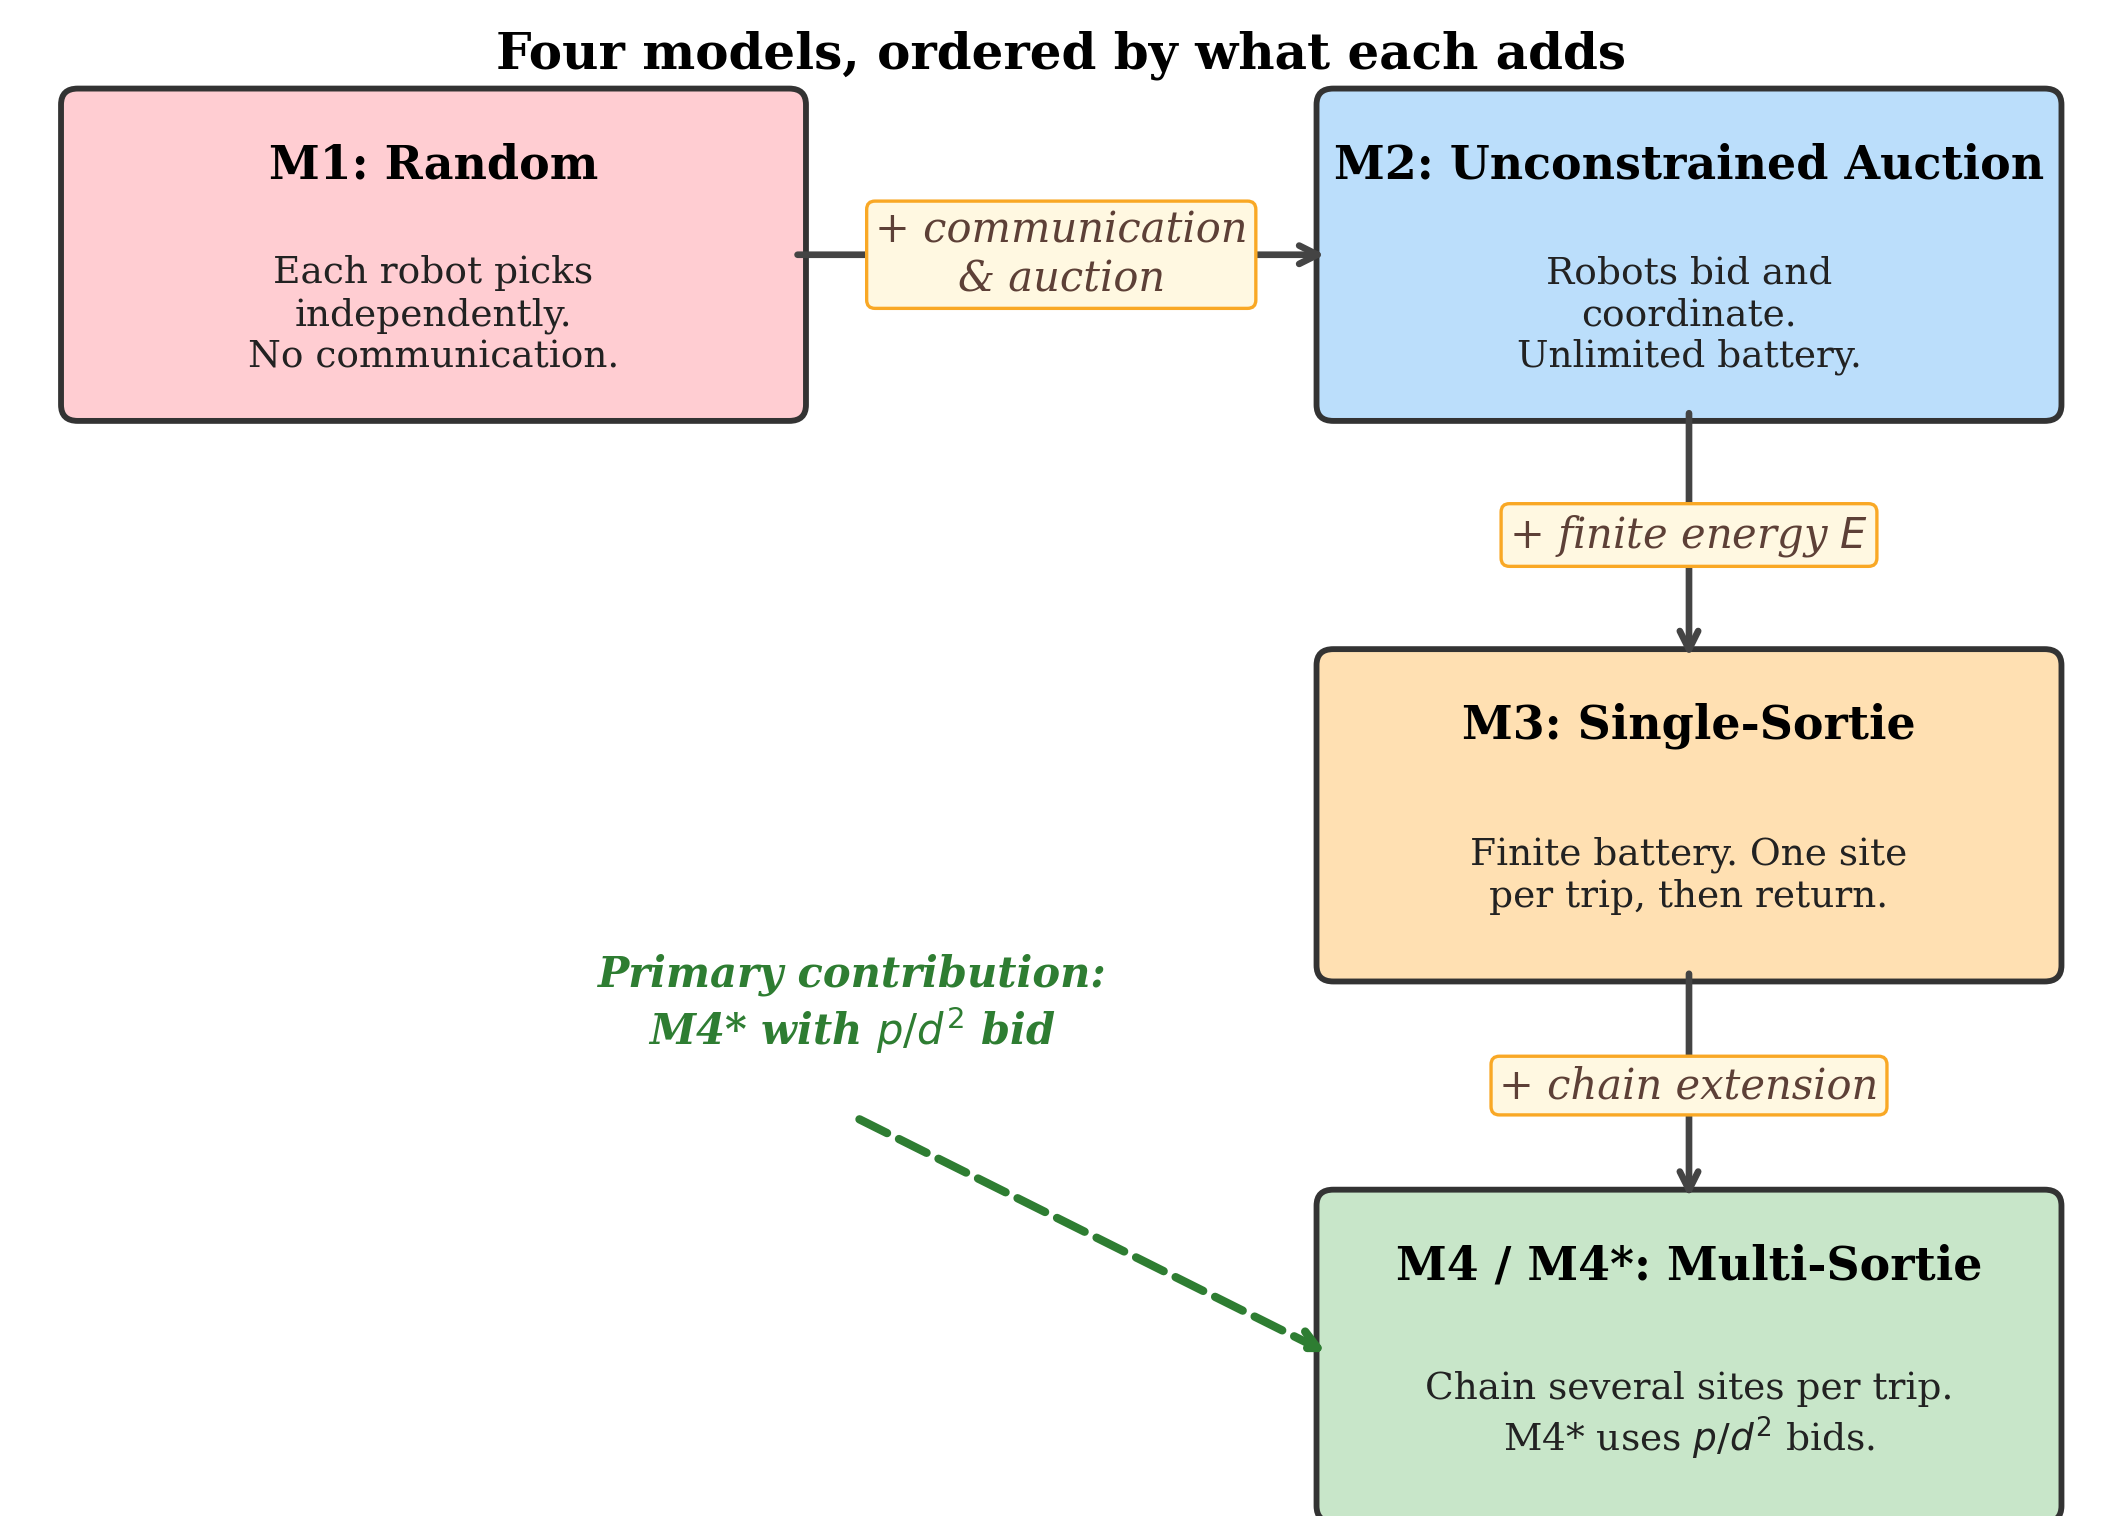 Four models, ordered by what each adds
M1: Random
Each robot picks
independently.
No communication.
+ communication
& auction
M2: Unconstrained Auction
Robots bid and
coordinate.
Unlimited battery.
+ finite energy E
M3: Single-Sortie
Finite battery. One site
per trip, then return.
Primary contribution:
M4* with p/d² bid
+ chain extension
M4 / M4*: Multi-Sortie
Chain several sites per trip.
M4* uses p/d² bids.